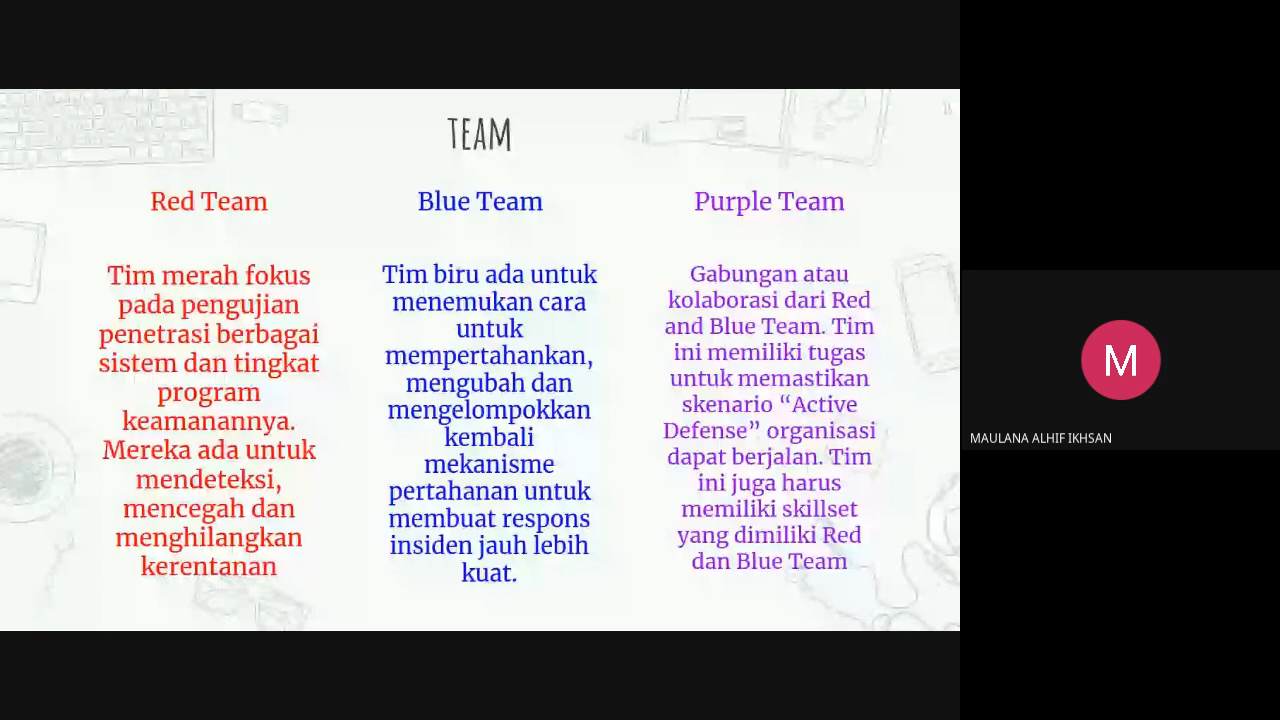 TEAM
Red Team
Tim merah fokus
pada pengujian
penetrasi berbagai
sistem dan tingkat
program
keamanannya.
Mereka ada untuk
mendeteksi,
mencegah dan
menghilangkan
kerentanan
Blue Team
Tim biru ada untuk
menemukan cara
untuk
mempertahankan,
mengubah dan
mengelompokkan
kembali
mekanisme
pertahanan untuk
membuat respons
insiden jauh lebih
kuat.
Purple Team
Gabungan atau
kolaborasi dari Red
and Blue Team. Tim
ini memiliki tugas
untuk memastikan
skenario “Active
Defense” organisasi
dapat berjalan. Tim
ini juga harus
memiliki skillset
yang dimiliki Red
dan Blue Team
M
MAULANA ALHIF IKHSAN